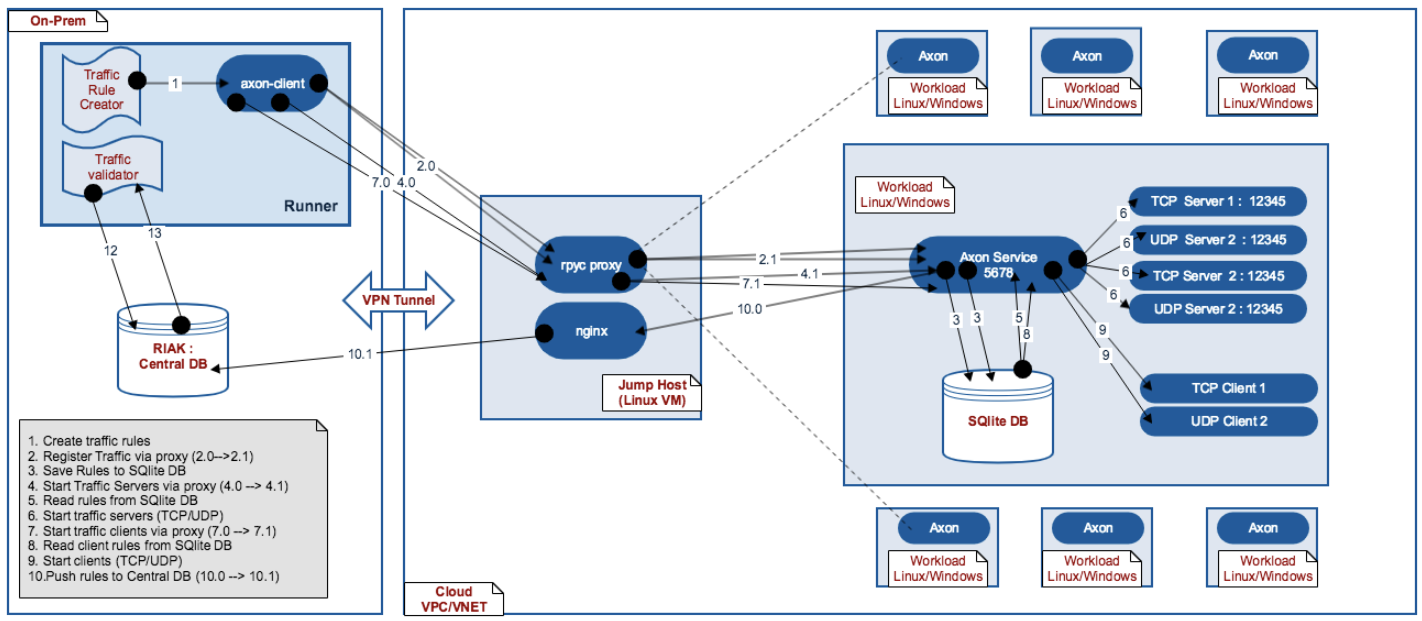 On-Prem
Traffic
Rule
Creator
1
axon-client
Traffic
validator
Runner
12
13
RIAK :
Central DB
VPN Tunnel
2.0
7.0
4.0
rpyc proxy
nginx
Jump Host
(Linux VM)
10.1
2.1
4.1
7.1
10.0
Axon
Workload
Linux/Windows
Axon
Workload
Linux/Windows
Axon
Workload
Linux/Windows
Workload
Linux/Windows
Axon Service
5678
6
6
6
6
TCP Server 1 : 12345
UDP Server 2 : 12345
TCP Server 2 : 12345
UDP Server 2 : 12345
3
3
5
8
9
9
SQlite DB
TCP Client 1
UDP Client 2
Axon
Workload
Linux/Windows
Axon
Workload
Linux/Windows
Axon
Workload
Linux/Windows
1. Create traffic rules
2. Register Traffic via proxy (2.0-->2.1)
3. Save Rules to SQlite DB
4. Start Traffic Servers via proxy (4.0 --> 4.1)
5. Read rules from SQlite DB
6. Start traffic servers (TCP/UDP)
7. Start traffic clients via proxy (7.0 --> 7.1)
8. Read client rules from SQlite DB
9. Start clients (TCP/UDP)
10.Push rules to Central DB (10.0 --> 10.1)
Cloud
VPC/VNET